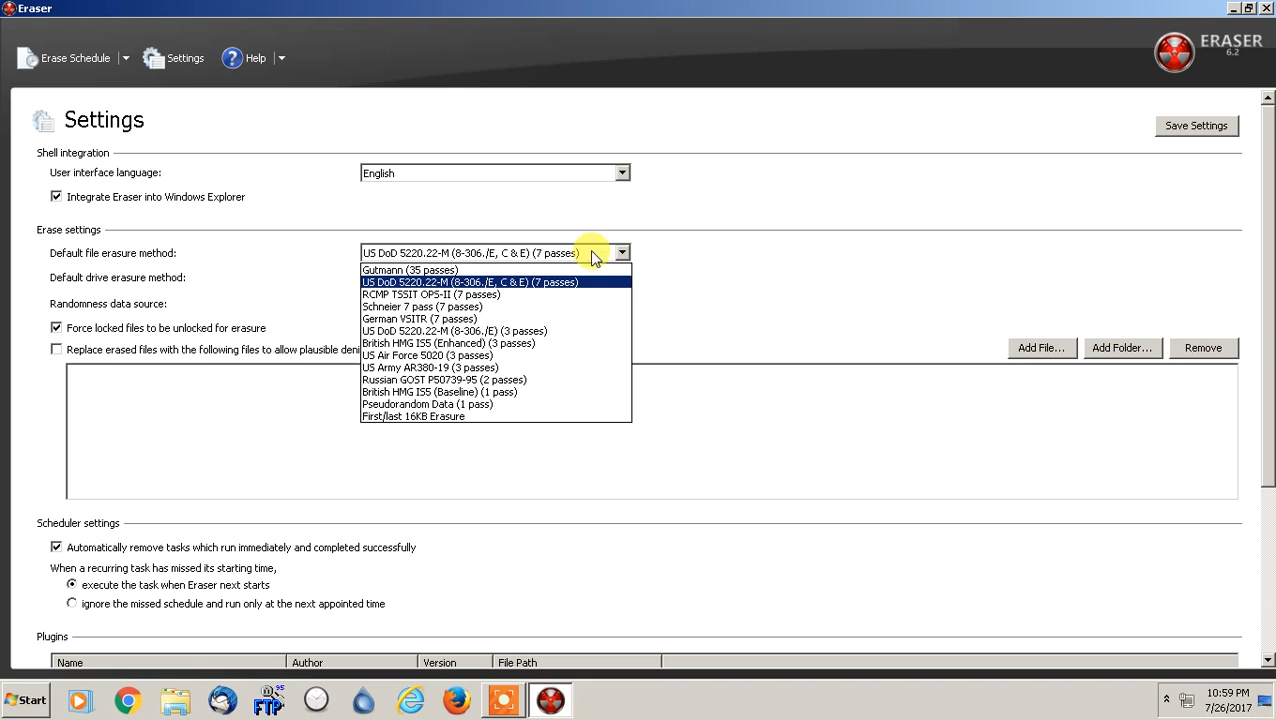 Eraser
Erase Schedule
Settings
Help
ERASER
6.2
Settings
Save Settings
Shell integration
User interface language:
English
Integrate Eraser into Windows Explorer
Erase settings
Default file erasure method:
US DoD 5220.22-M (8-306./E, C & E) (7 passes)
Gutmann (35 passes)
Default drive erasure method:
US DoD 5220.22-M (8-306./E, C & E) (7 passes)
RCMP TSSIT OPS-II (7 passes)
Randomness data source:
Schneier 7 pass (7 passes)
German VSITR (7 passes)
Force locked files to be unlocked for erasure
US DoD 5220.22-M (8-306./E) (3 passes)
British HMG IS5 (Enhanced) (3 passes)
Replace erased files with the following files to allow plausible deni
Add File...
Add Folder...
Remove
US Air Force 5020 (3 passes)
US Army AR380-19 (3 passes)
Russian GOST P50739-95 (2 passes)
British HMG IS5 (Baseline) (1 pass)
Pseudorandom Data (1 pass)
First/last 16KB Erasure
Scheduler settings
Automatically remove tasks which run immediately and completed successfully
When a recurring task has missed its starting time,
execute the task when Eraser next starts
ignore the missed schedule and run only at the next appointed time
Plugins
Name
Author
Version
File Path
Start
FTP
10:59 PM
7/26/2017